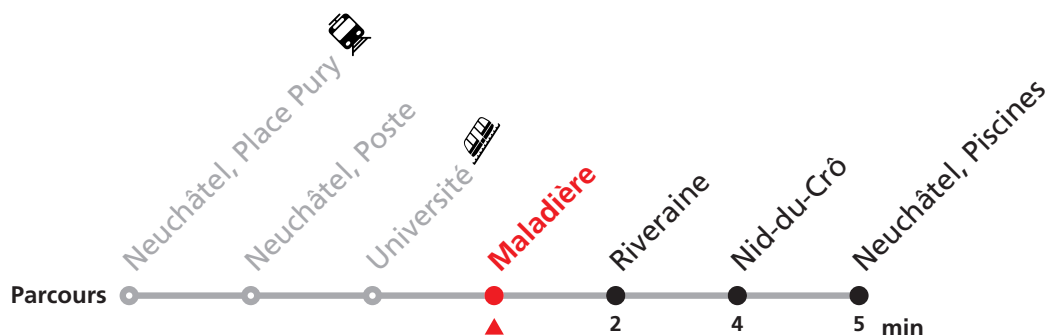 Neuchâtel, Place Pury
Neuchâtel, Poste
Université
Maladière
Riveraine
Nid-du-Crô
Neuchâtel, Piscines
Parcours
2 4 5 min